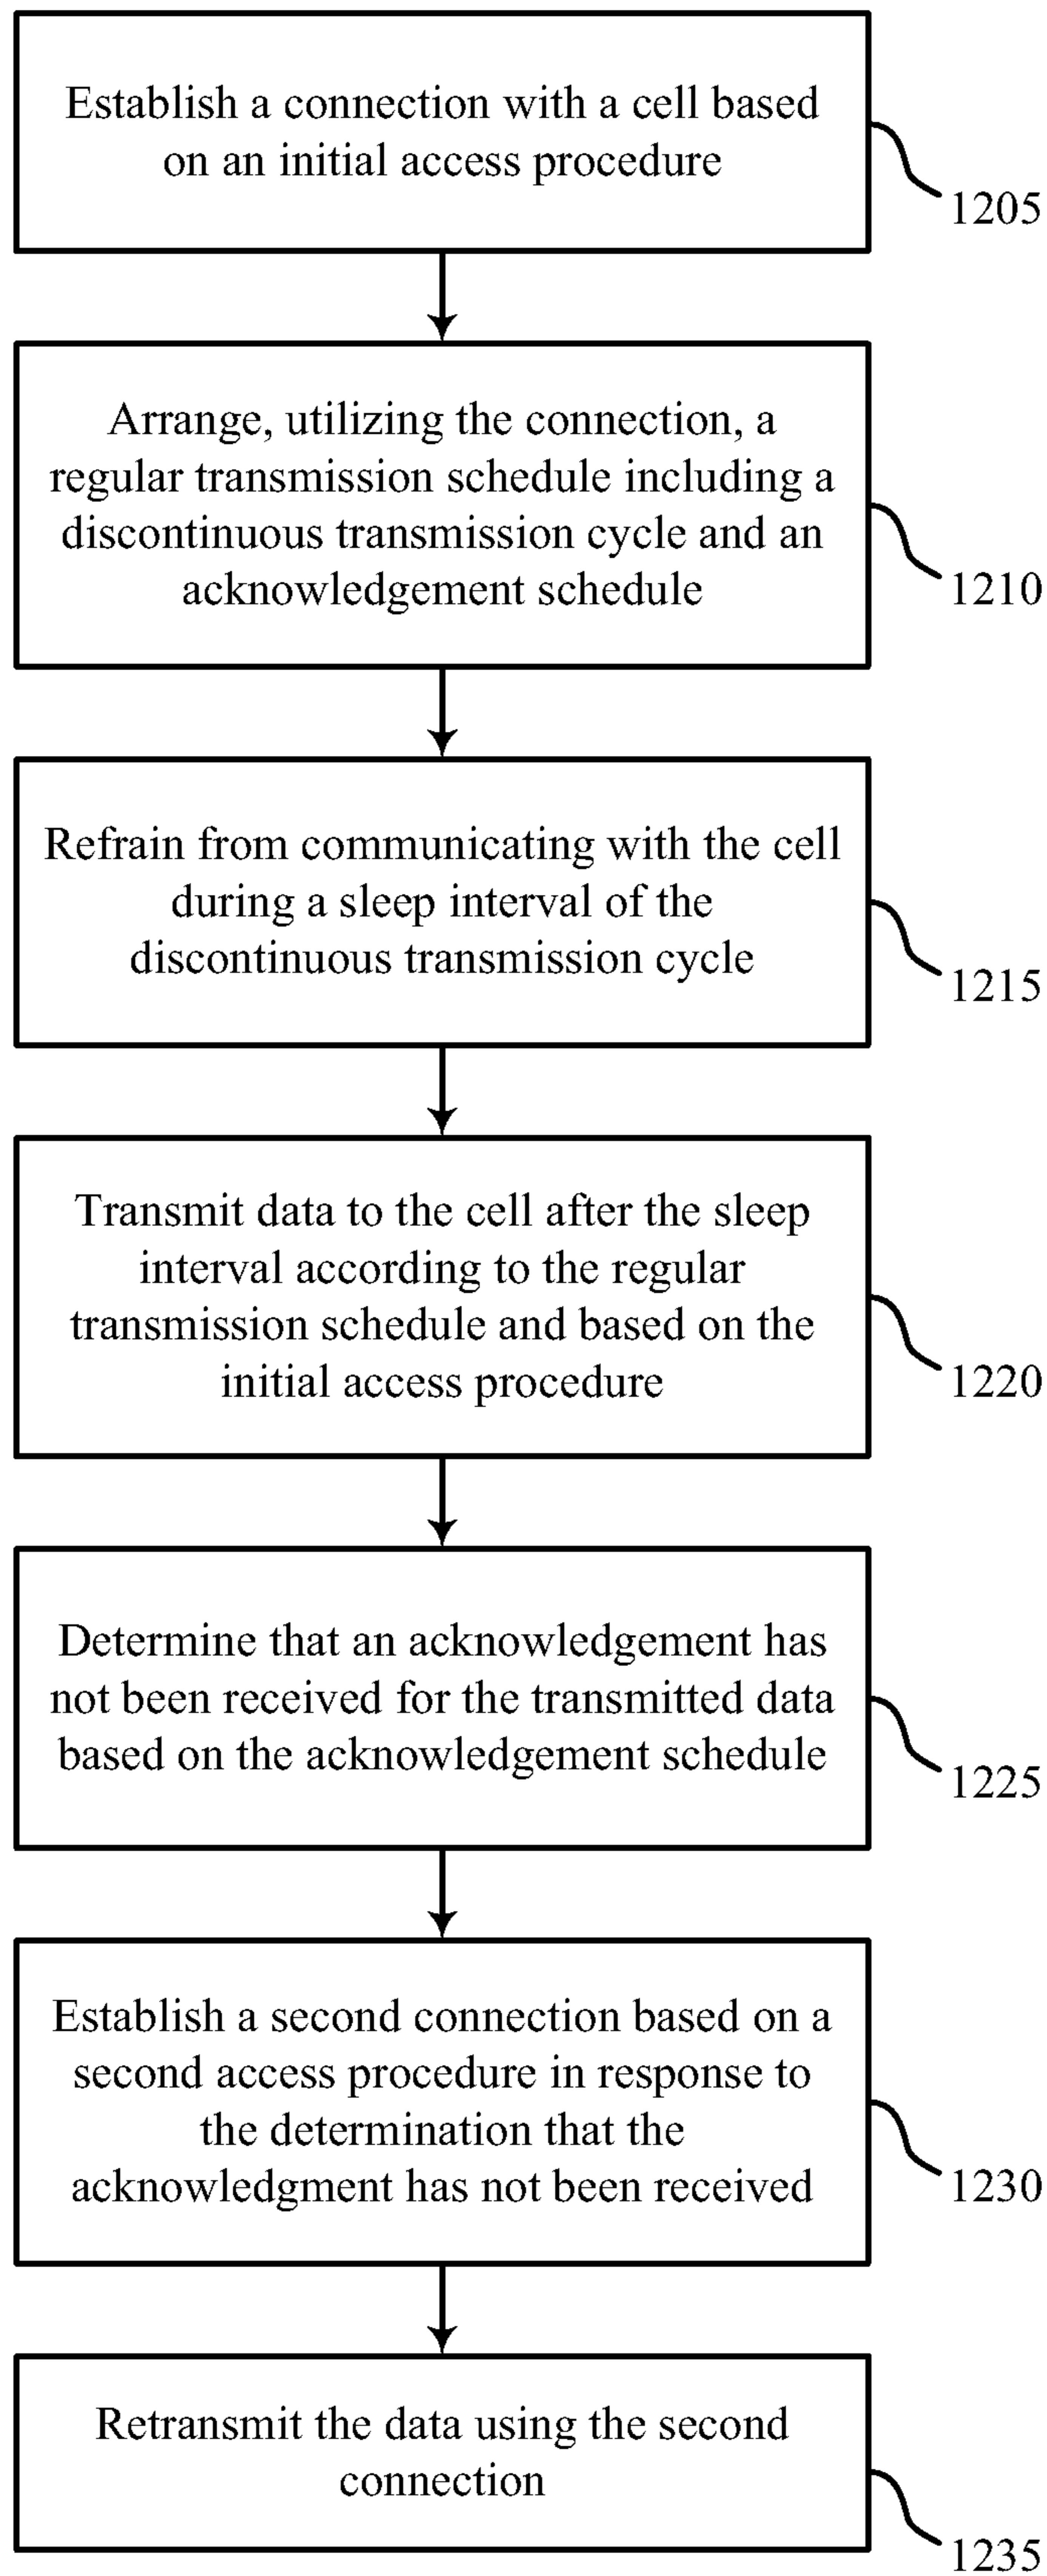 Establish a connection with a cell based
on an initial access procedure
1205
Arrange, utilizing the connection, a
regular transmission schedule including a
discontinuous transmission cycle and an
acknowledgement schedule
1210
Refrain from communicating with the cell
during a sleep interval of the
discontinuous transmission cycle
1215
Transmit data to the cell after the sleep
interval according to the regular
transmission schedule and based on the
initial access procedure
1220
Determine that an acknowledgement has
not been received for the transmitted data
based on the acknowledgement schedule
1225
Establish a second connection based on a
second access procedure in response to
the determination that the
acknowledgment has not been received
1230
Retransmit the data using the second
connection
1235